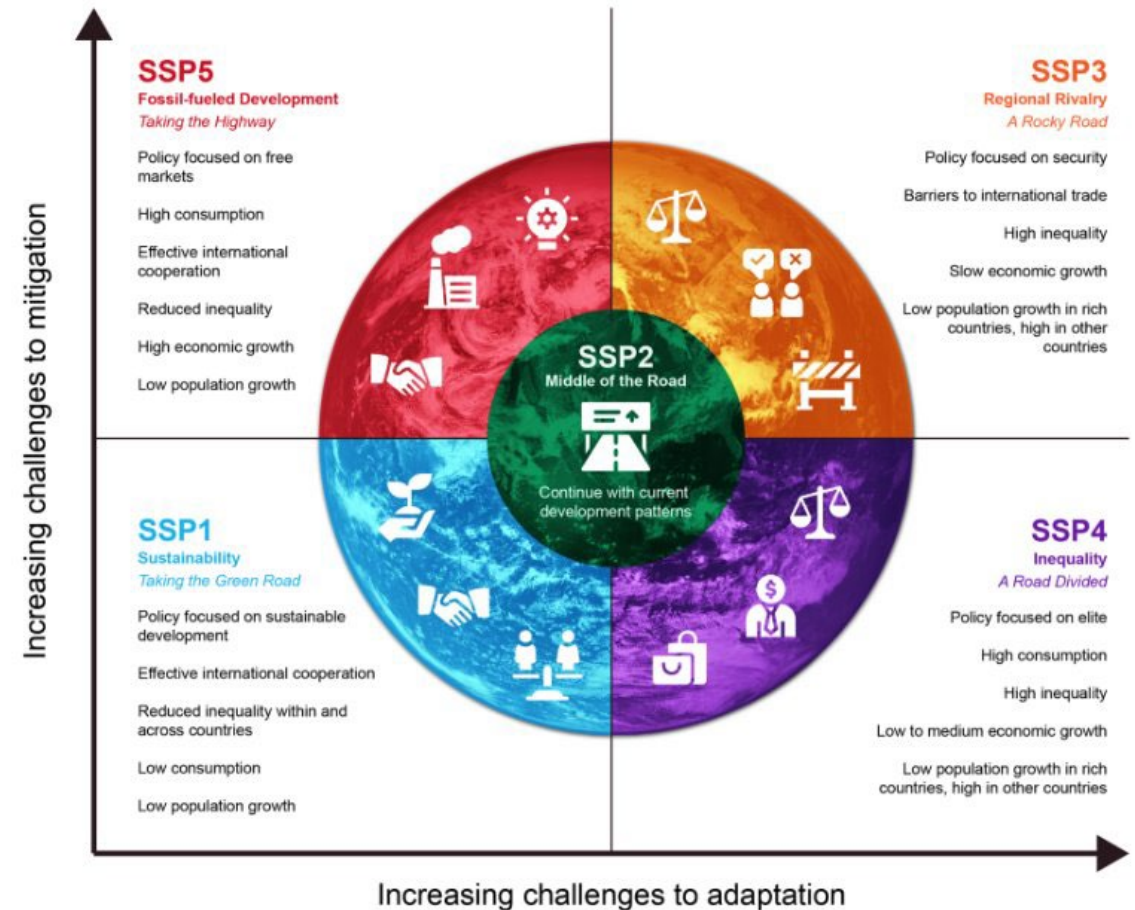 SSP5
Fossil-fueled Development
Taking the Highway
Policy focused on free
markets
High consumption
Effective international
cooperation
Reduced inequality
High economic growth
Low population growth
SSP3
Regional Rivalry
A Rocky Road
Policy focused on security
Barriers to international trade
High inequality
Slow economic growth
Low population growth in rich
countries, high in other
countries
SSP2
Middle of the Road
Continue with current
development patterns
SSP1
Sustainability
Taking the Green Road
Policy focused on sustainable
development
Effective international cooperation
Reduced inequality within and
across countries
Low consumption
Low population growth
SSP4
Inequality
A Road Divided
Policy focused on elite
High consumption
High inequality
Low to medium economic growth
Low population growth in rich
countries, high in other countries
Increasing challenges to mitigation
Increasing challenges to adaptation
$